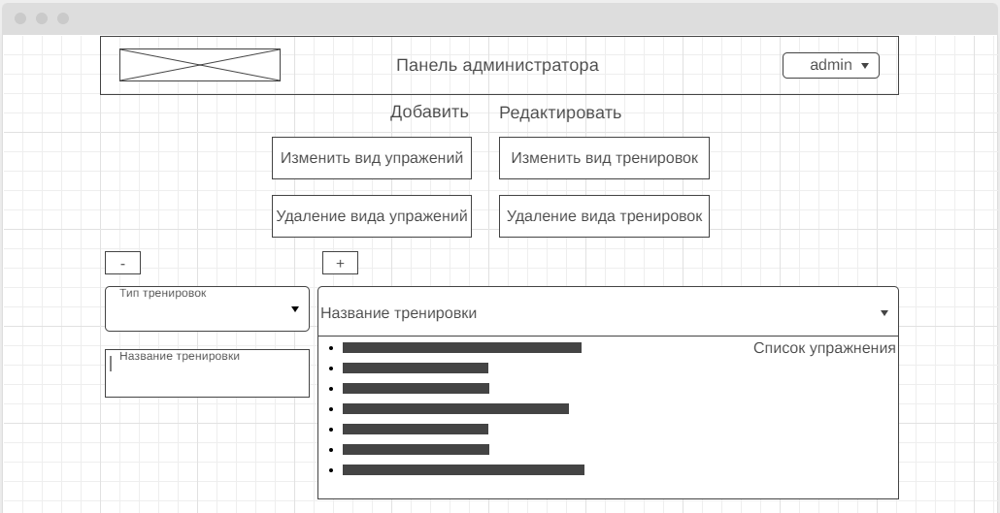 Панель администратора
admin
Добавить
Редактировать
Изменить вид упражений
Изменить вид тренировок
Удаление вида упражений
Удаление вида тренировок
-
+
Тип тренировок
Название тренировки
Название тренировки
Список упражнения